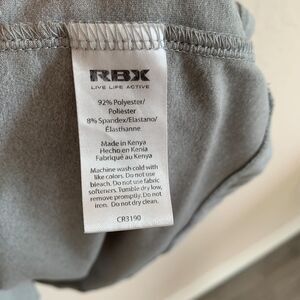 RBX
LIVE LIFE ACTIVE
92% Polyester/
Poliéster
8% Spandex/Elastano/
Élasthanne
Made in Kenya
Hecho en Kenia
Fabriqué au Kenya
Machine wash cold with
like colors. Do not use
bleach. Do not use fabric
softeners. Tumble dry low,
remove promptly. Do not
iron. Do not dry clean.
CR3190